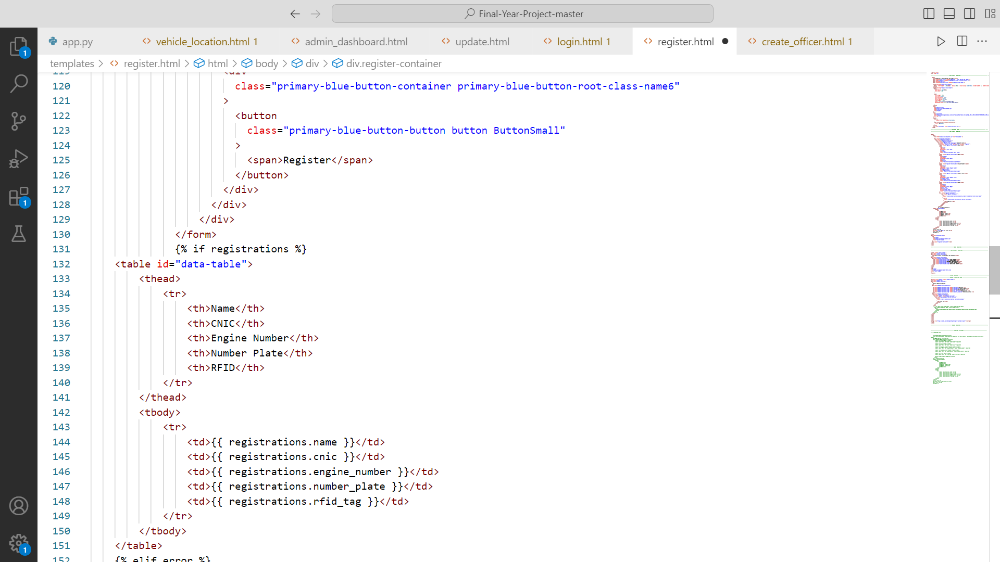 Final-Year-Project-master
app.py
vehicle_location.html 1
admin_dashboard.html
update.html
login.html 1
register.html
create_officer.html 1
templates > register.html > html > body > div > div.register-container
119 <div
120 class="primary-blue-button-container primary-blue-button-root-class-name6"
121 >
122 <button
123 class="primary-blue-button-button button ButtonSmall"
124 >
125 <span>Register</span>
126 </button>
127 </div>
128 </div>
129 </div>
130 </form>
131 {% if registrations %}
132 <table id="data-table">
133 <thead>
134 <tr>
135 <th>Name</th>
136 <th>CNIC</th>
137 <th>Engine Number</th>
138 <th>Number Plate</th>
139 <th>RFID</th>
140 </tr>
141 </thead>
142 <tbody>
143 <tr>
144 <td>{{ registrations.name }}</td>
145 <td>{{ registrations.cnic }}</td>
146 <td>{{ registrations.engine_number }}</td>
147 <td>{{ registrations.number_plate }}</td>
148 <td>{{ registrations.rfid_tag }}</td>
149 </tr>
150 </tbody>
151 </table>
152 {% elif error %}
1
1
1